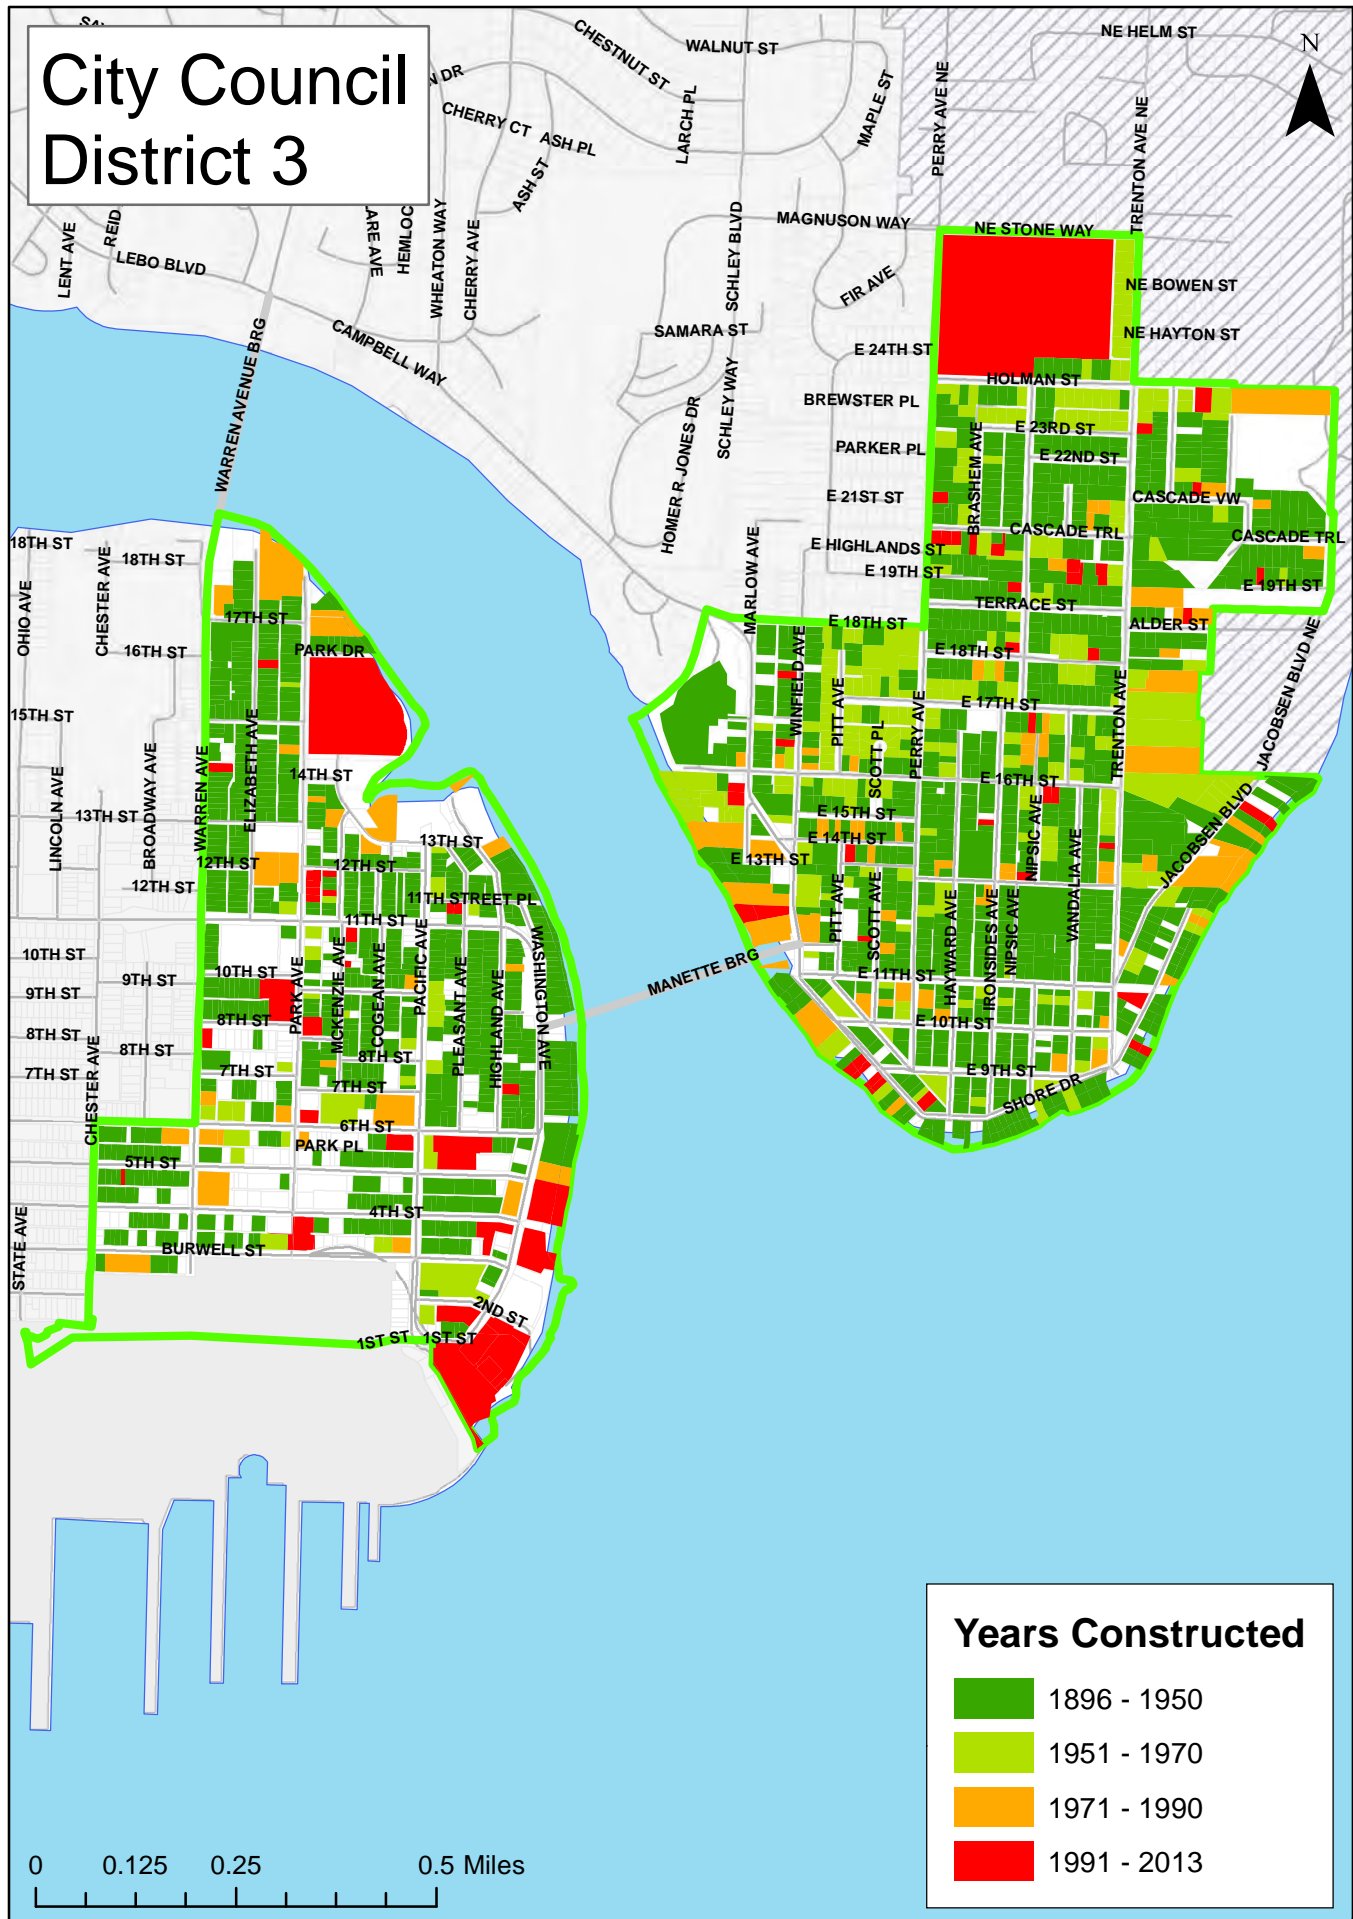 City Council
District 3
CHESTNUT ST
WALNUT ST
NE HELM ST
N
CHERRY CT
ASH PL
ASH ST
LARCH PL
MAPLE ST
PERRY AVE NE
TRENTON AVE NE
LENT AVE
REID
LEBO BLVD
HEMLOC
WHEATON WAY
CHERRY AVE
SCHLEY BLVD
MAGNUSON WAY
NE STONE WAY
FIR AVE
NE BOWEN ST
NE HAYTON ST
WARREN AVENUE BRG
CAMPBELL WAY
SAMARA ST
E 24TH ST
HOLMAN ST
BREWSTER PL
SCHLEY WAY
HOMER R JONES DR
E 23RD ST
PARKER PL
BRASHEM AVE
E 22ND ST
E 21ST ST
CASCADE VW
CASCADE TRL
CASCADE TRL
18TH ST
18TH ST
CHESTER AVE
OHIO AVE
MARLOW AVE
E HIGHLANDS ST
E 19TH ST
E 19TH ST
TERRACE ST
ALDER ST
17TH ST
PARK DR
16TH ST
E 18TH ST
E 18TH ST
WINFIELD AVE
PITT AVE
E 17TH ST
JACOBSEN BLVD NE
15TH ST
ELIZABETH AVE
SCOTT PL
PERRY AVE
TRENTON AVE
LINCOLN AVE
BROADWAY AVE
WARREN AVE
14TH ST
E 16TH ST
13TH ST
13TH ST
E 15TH ST
E 14TH ST
NIPSIC AVE
JACOBSEN BLVD
12TH ST
12TH ST
12TH ST
E 13TH ST
VANDALIA AVE
11TH STREET PL
11TH ST
PITT AVE
SCOTT AVE
HAYWARD AVE
IRONSIDES AVE
NIPSIC AVE
10TH ST
10TH ST
9TH ST
9TH ST
PARK AVE
MCKENZIE AVE
COGEAN AVE
PACIFIC AVE
PLEASANT AVE
HIGHLAND AVE
WASHINGTON AVE
MANETTE BRG
E 11TH ST
E 10TH ST
8TH ST
8TH ST
8TH ST
8TH ST
7TH ST
7TH ST
7TH ST
E 9TH ST
SHORE DR
CHESTER AVE
6TH ST
PARK PL
5TH ST
4TH ST
STATE AVE
BURWELL ST
2ND ST
1ST ST
1ST ST
Years Constructed
1896 - 1950
1951 - 1970
1971 - 1990
1991 - 2013
0 0.125 0.25 0.5 Miles